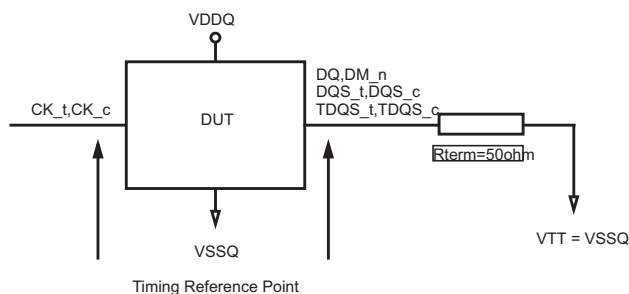 VDDQ
DQ,DM_n
DQS_t,DQS_c
TDQS_t,TDQS_c
CK_t,CK_c
DUT
Rterm=50ohm
VSSQ
VTT = VSSQ
Timing Reference Point